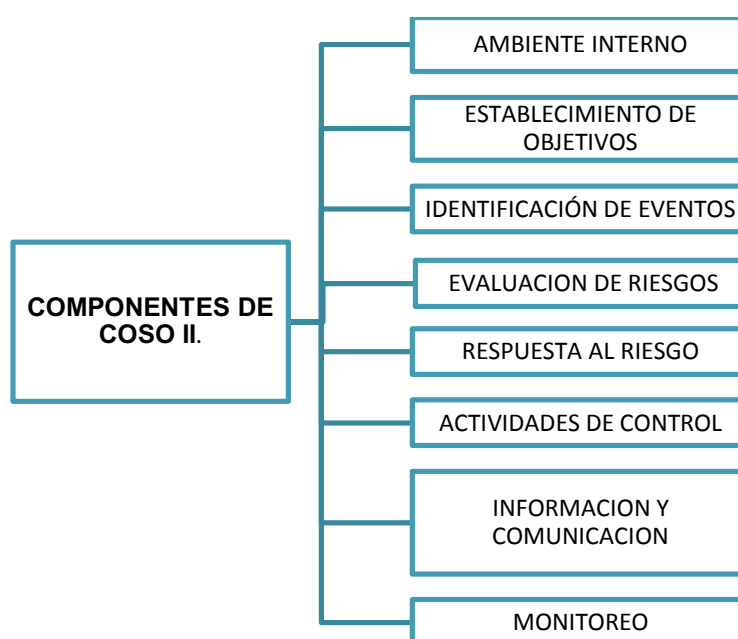 AMBIENTE INTERNO
ESTABLECIMIENTO DE
OBJETIVOS
IDENTIFICACIÓN DE EVENTOS
EVALUACION DE RIESGOS
COMPONENTES DE
COSO II.
RESPUESTA AL RIESGO
ACTIVIDADES DE CONTROL
INFORMACION Y
COMUNICACION
MONITOREO